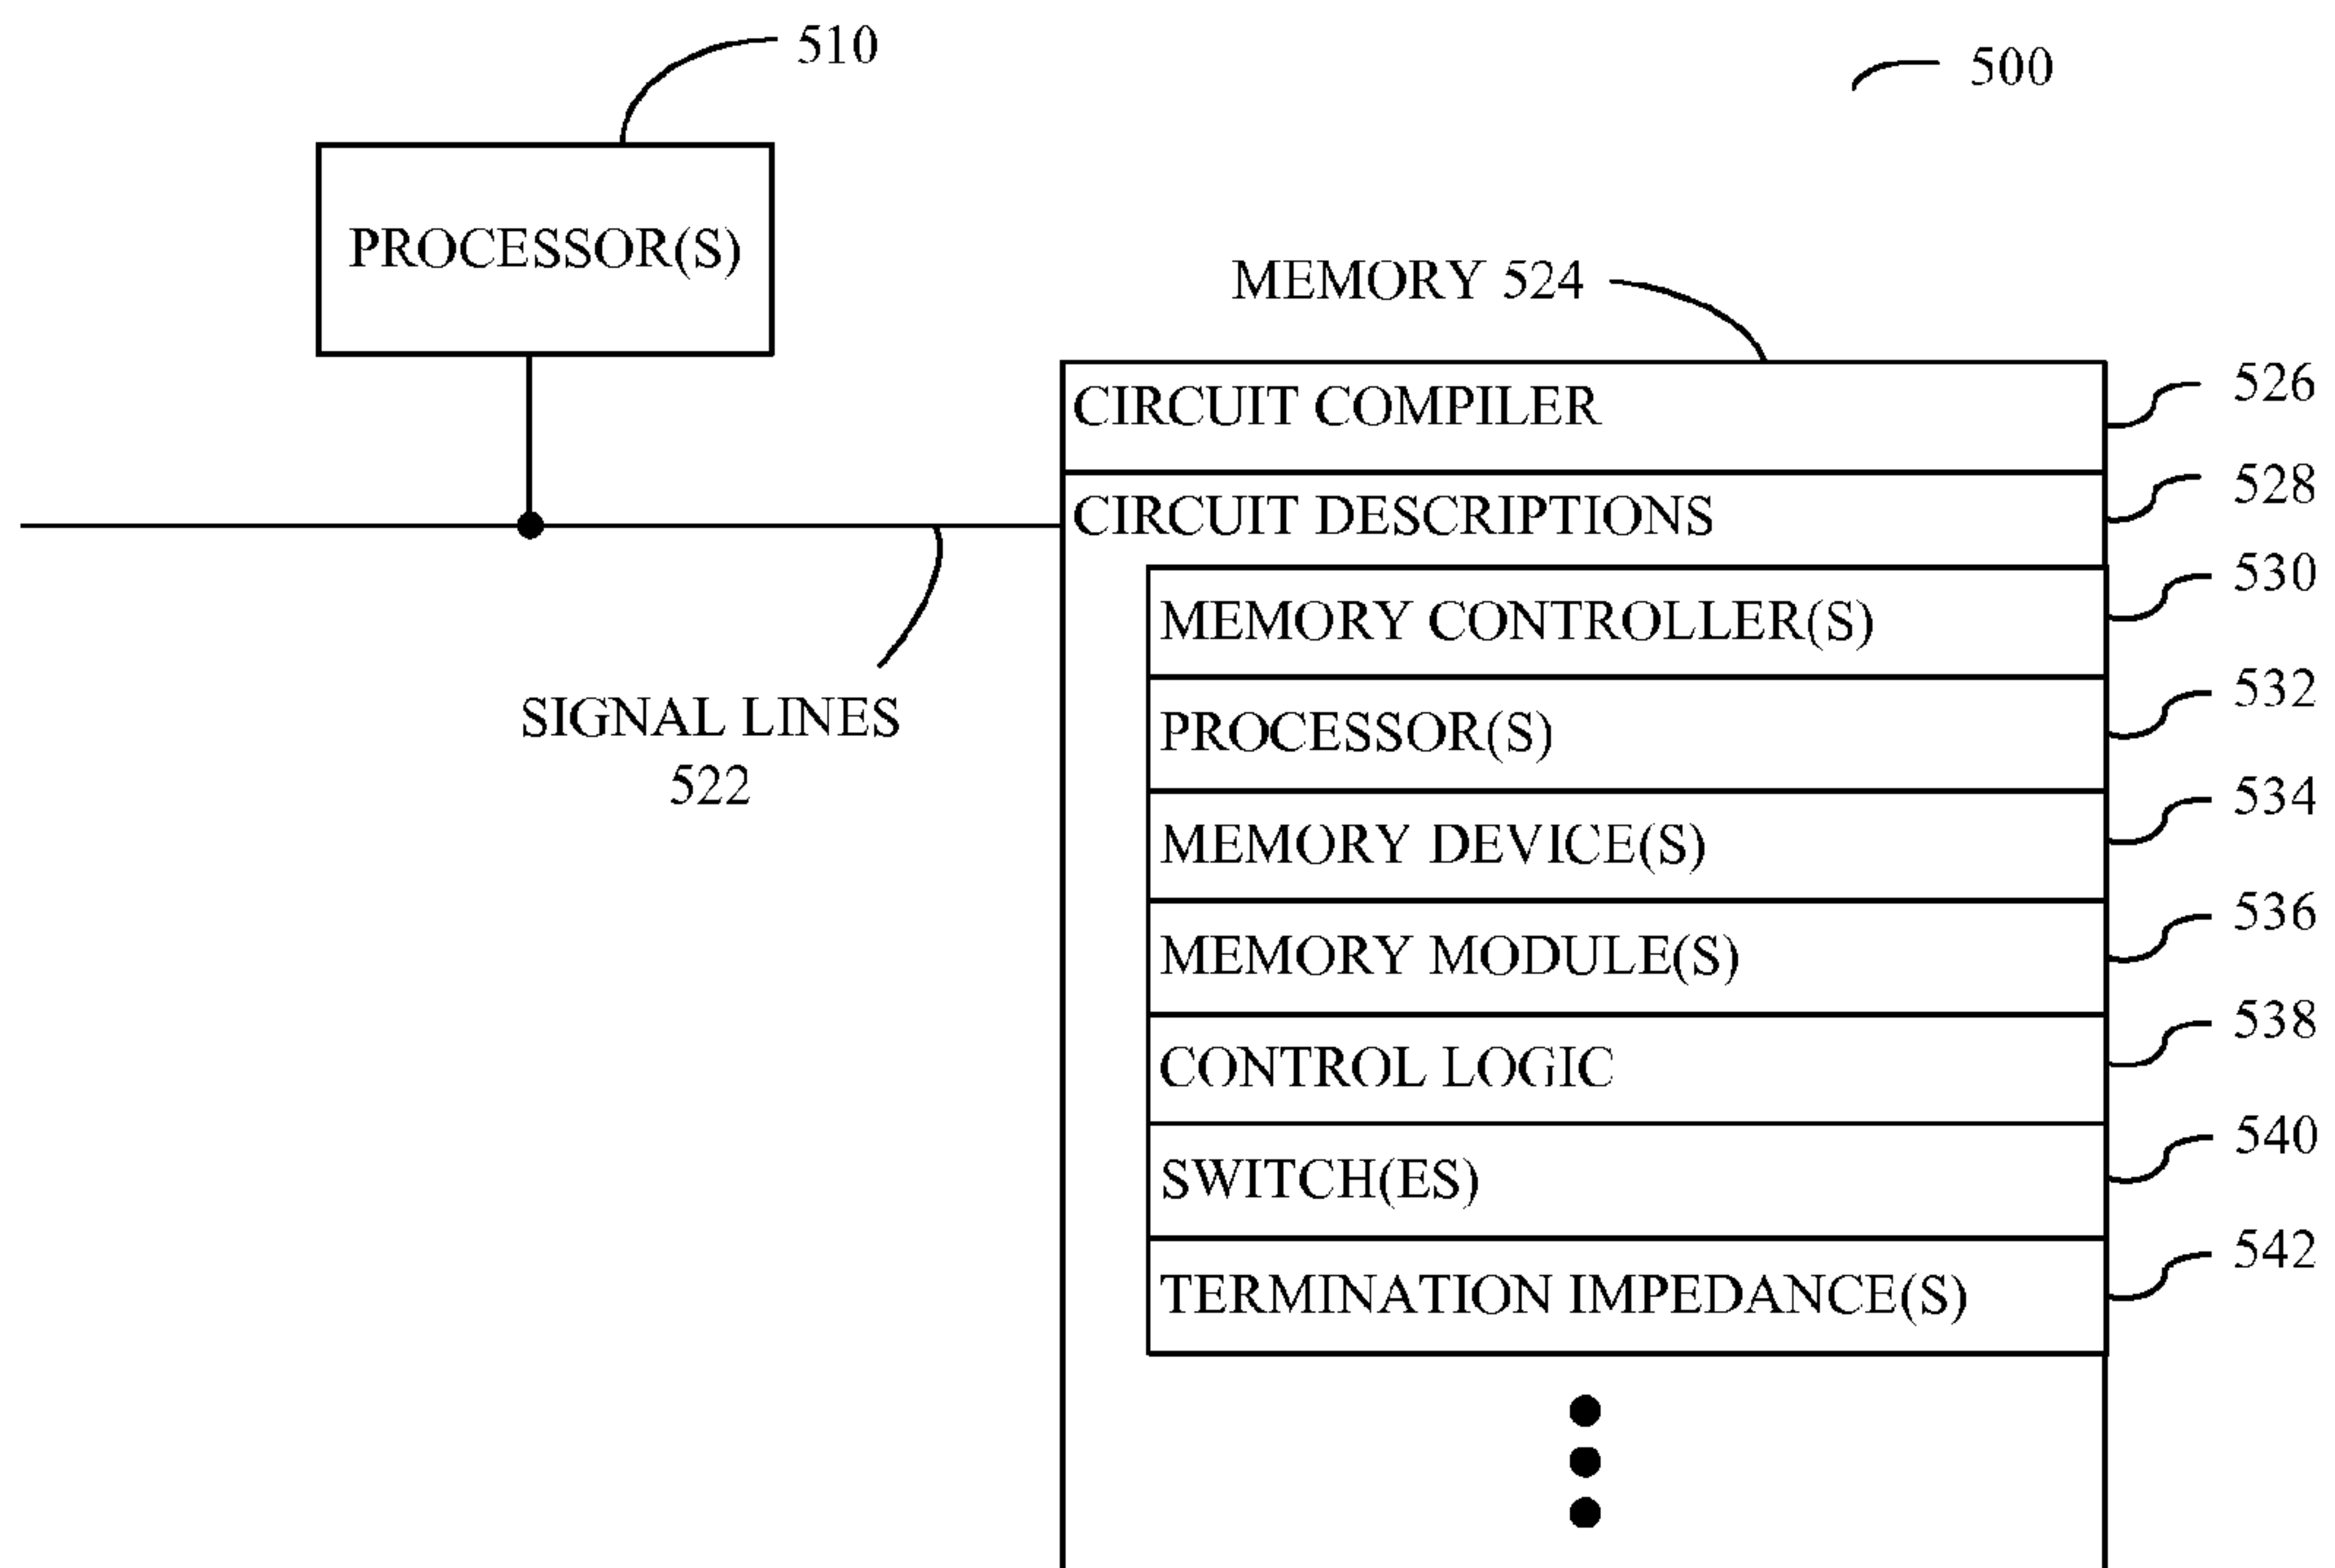 510
500
PROCESSOR(S)
MEMORY 524
CIRCUIT COMPILER
526
CIRCUIT DESCRIPTIONS
528
MEMORY CONTROLLER(S)
530
PROCESSOR(S)
532
MEMORY DEVICE(S)
534
MEMORY MODULE(S)
536
CONTROL LOGIC
538
SWITCH(ES)
540
TERMINATION IMPEDANCE(S)
542
SIGNAL LINES
522